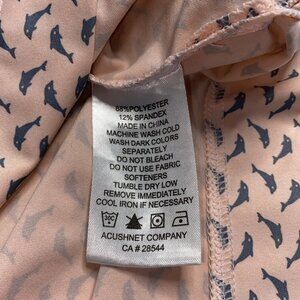 88%POLYESTER
12% SPANDEX
MADE IN CHINA
MACHINE WASH COLD
WASH DARK COLORS
SEPARATELY
DO NOT BLEACH
DO NOT USE FABRIC
SOFTENERS
TUMBLE DRY LOW
REMOVE IMMEDIATELY
COOL IRON IF NECESSARY
ACUSHNET COMPANY
CA # 28544